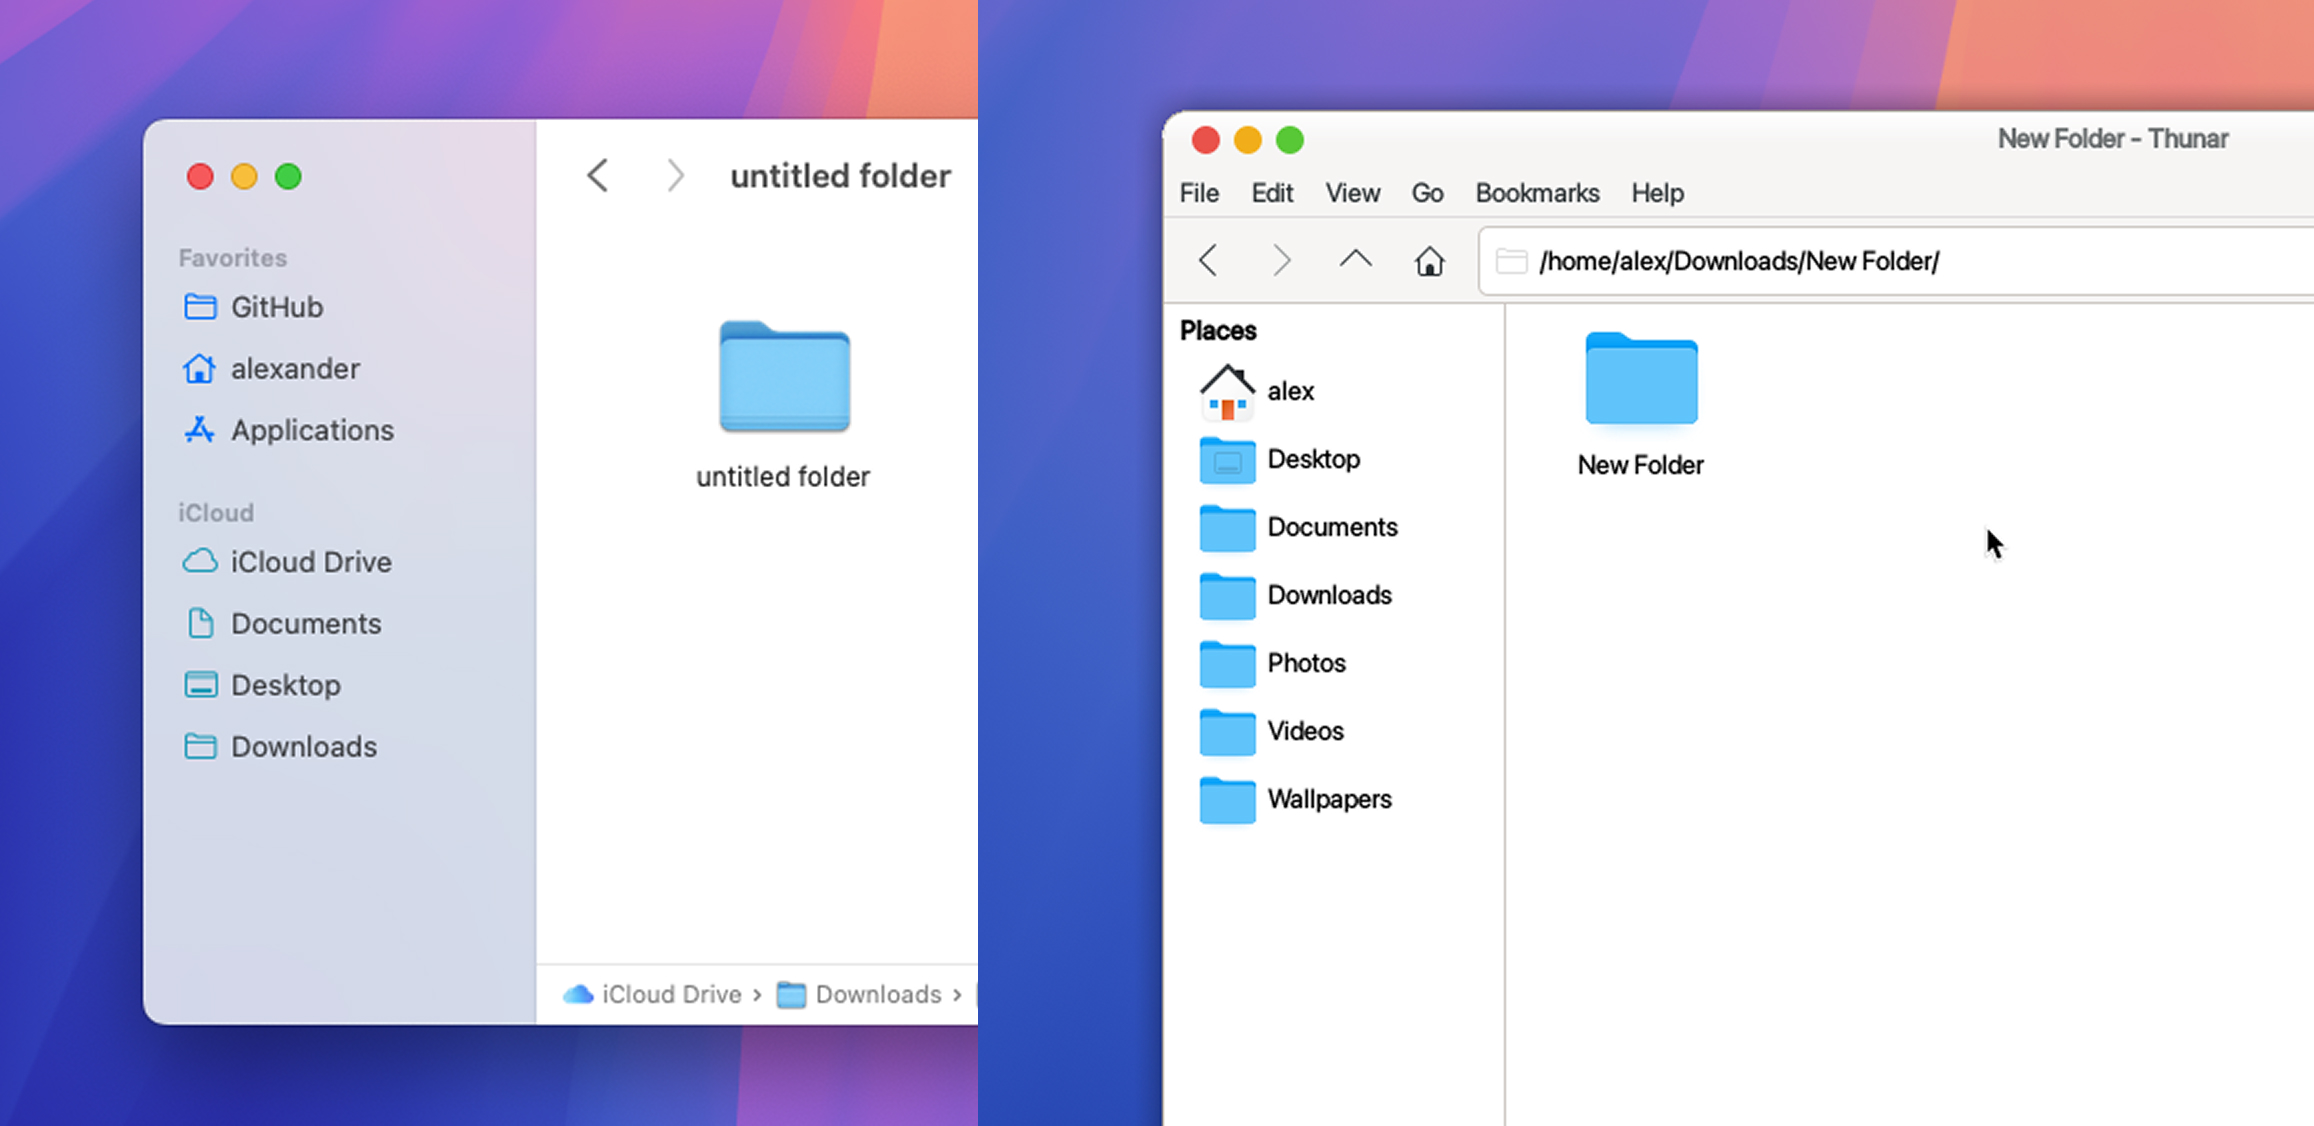 untitled folder
Favorites
GitHub
alexander
Applications
iCloud
iCloud Drive
Documents
Desktop
Downloads
untitled folder
iCloud Drive › Downloads ›
New Folder - Thunar
File Edit View Go Bookmarks Help
/home/alex/Downloads/New Folder/
Places
alex
Desktop
Documents
Downloads
Photos
Videos
Wallpapers
New Folder